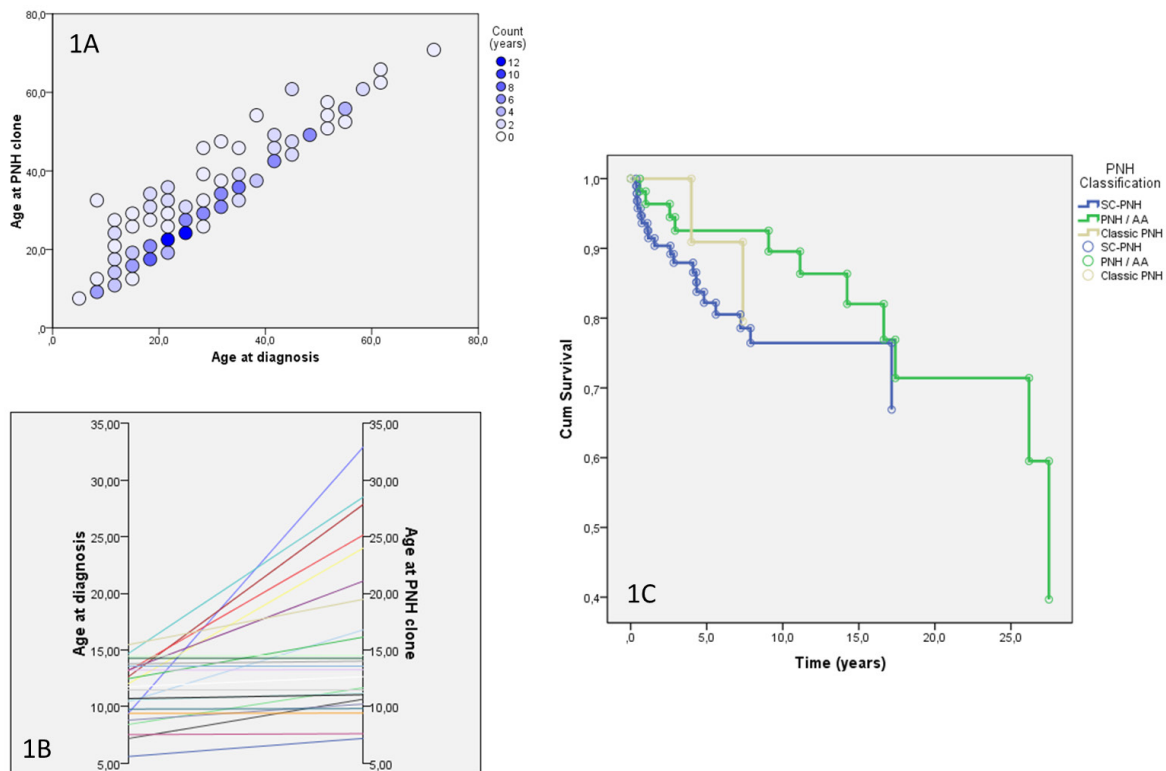 1A
80,0
60,0
40,0
20,0
,0
Age at PNH clone
,0 20,0 40,0 60,0 80,0
Age at diagnosis
Count
(years)
12
10
8
6
4
2
0
35,00
30,00
25,00
20,00
15,00
10,00
5,00
Age at diagnosis
1B
35,00
30,00
25,00
20,00
15,00
10,00
5,00
Age at PNH clone
1,0
0,9
0,8
0,7
0,6
0,5
0,4
Cum Survival
1C
,0 5,0 10,0 15,0 20,0 25,0
Time (years)
PNH
Classification
SC-PNH
PNH / AA
Classic PNH
SC-PNH
PNH / AA
Classic PNH